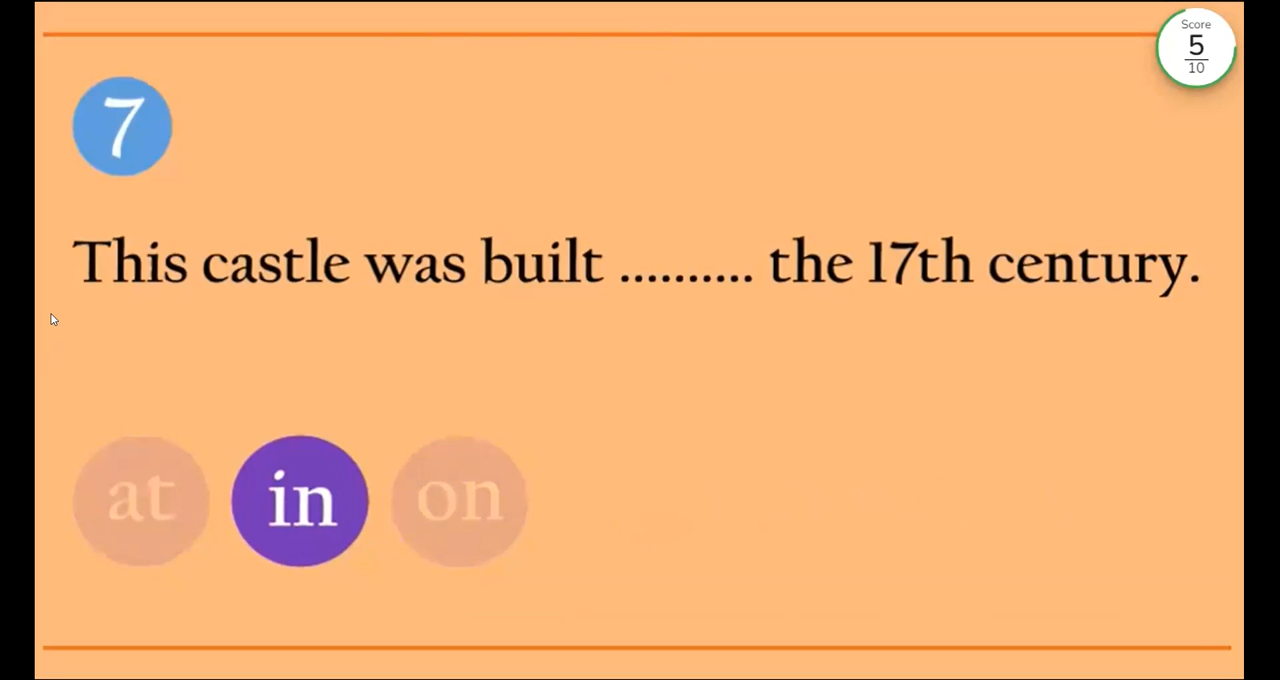 Score
5
10
7
This castle was built .......... the 17th century.
at in on